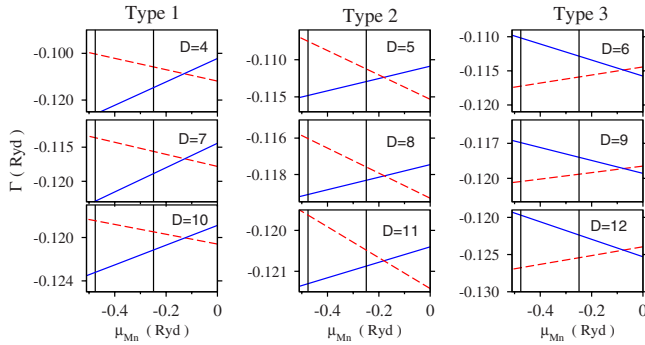 Type 1
Type 2
Type 3
D=4
D=5
D=6
D=7
D=8
D=9
D=10
D=11
D=12
Γ ( Ryd )
-0.100
-0.120
-0.116
-0.120
-0.120
-0.124
-0.110
-0.115
-0.116
-0.118
-0.120
-0.121
-0.110
-0.115
-0.120
-0.117
-0.120
-0.120
-0.125
-0.130
-0.4 -0.2 0
-0.4 -0.2 0
-0.4 -0.2 0
μMn ( Ryd )
μMn ( Ryd )
μMn ( Ryd )